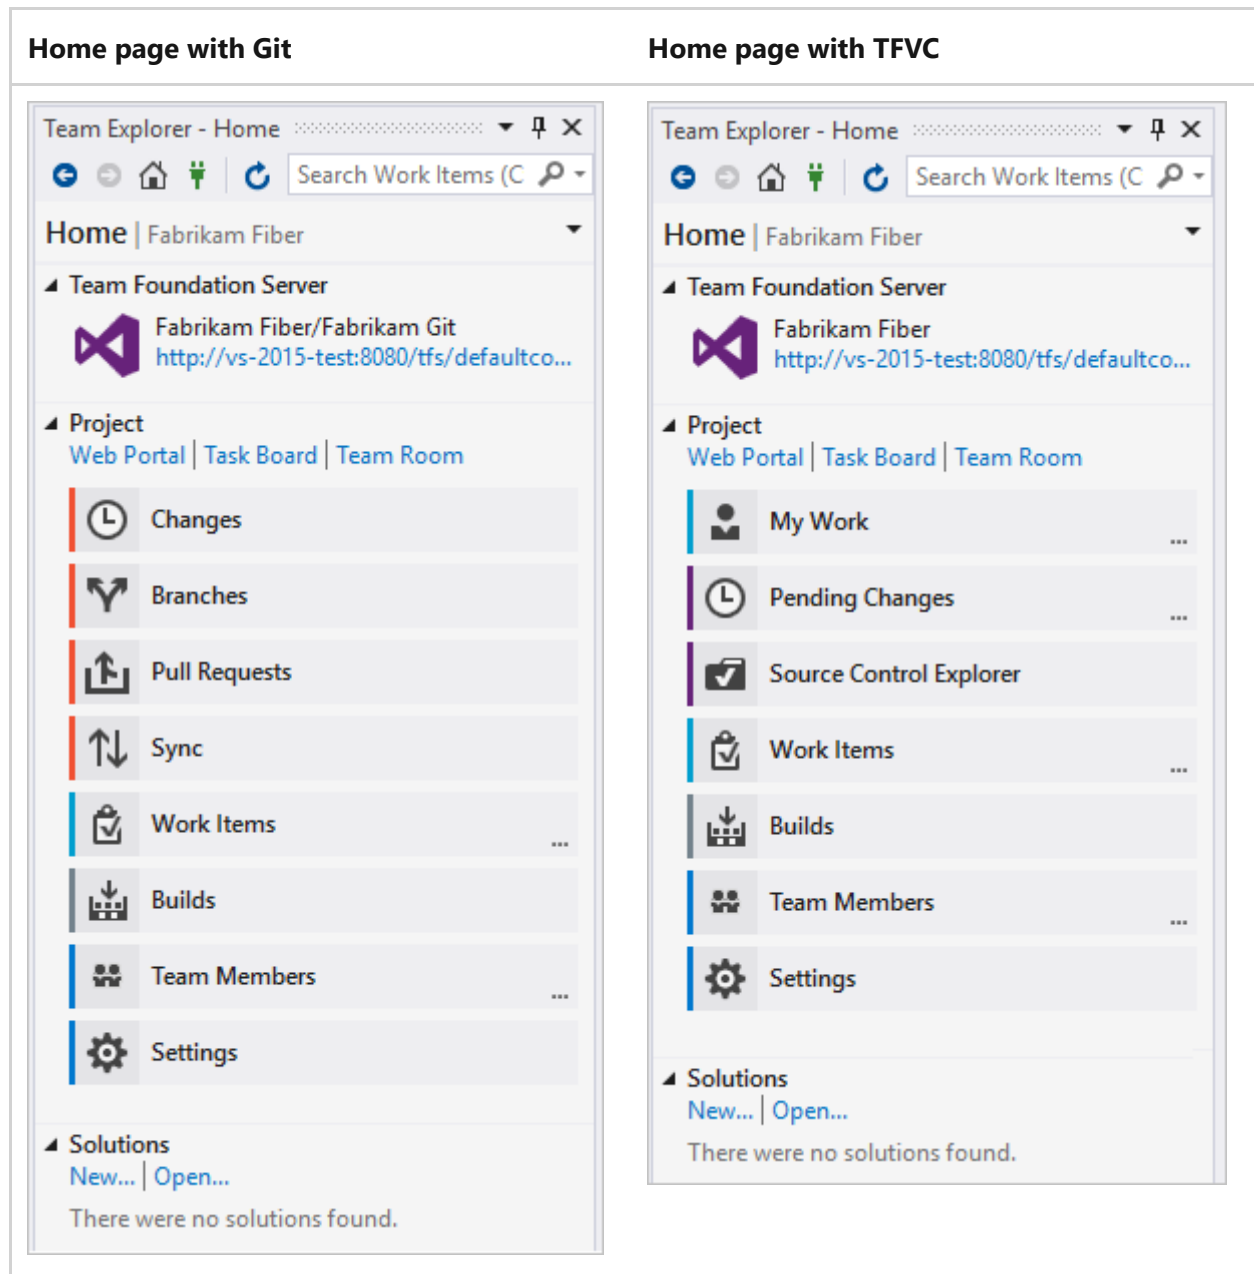 Home page with Git
Home page with TFVC
Team Explorer - Home
Search Work Items (C
Home | Fabrikam Fiber
Team Foundation Server
Fabrikam Fiber/Fabrikam Git
http://vs-2015-test:8080/tfs/defaultco...
Project
Web Portal | Task Board | Team Room
Changes
Branches
Pull Requests
Sync
Work Items
...
Builds
Team Members
...
Settings
Solutions
New... | Open...
There were no solutions found.
Team Explorer - Home
Search Work Items (C
Home | Fabrikam Fiber
Team Foundation Server
Fabrikam Fiber
http://vs-2015-test:8080/tfs/defaultco...
Project
Web Portal | Task Board | Team Room
My Work
...
Pending Changes
...
Source Control Explorer
Work Items
...
Builds
Team Members
...
Settings
Solutions
New... | Open...
There were no solutions found.